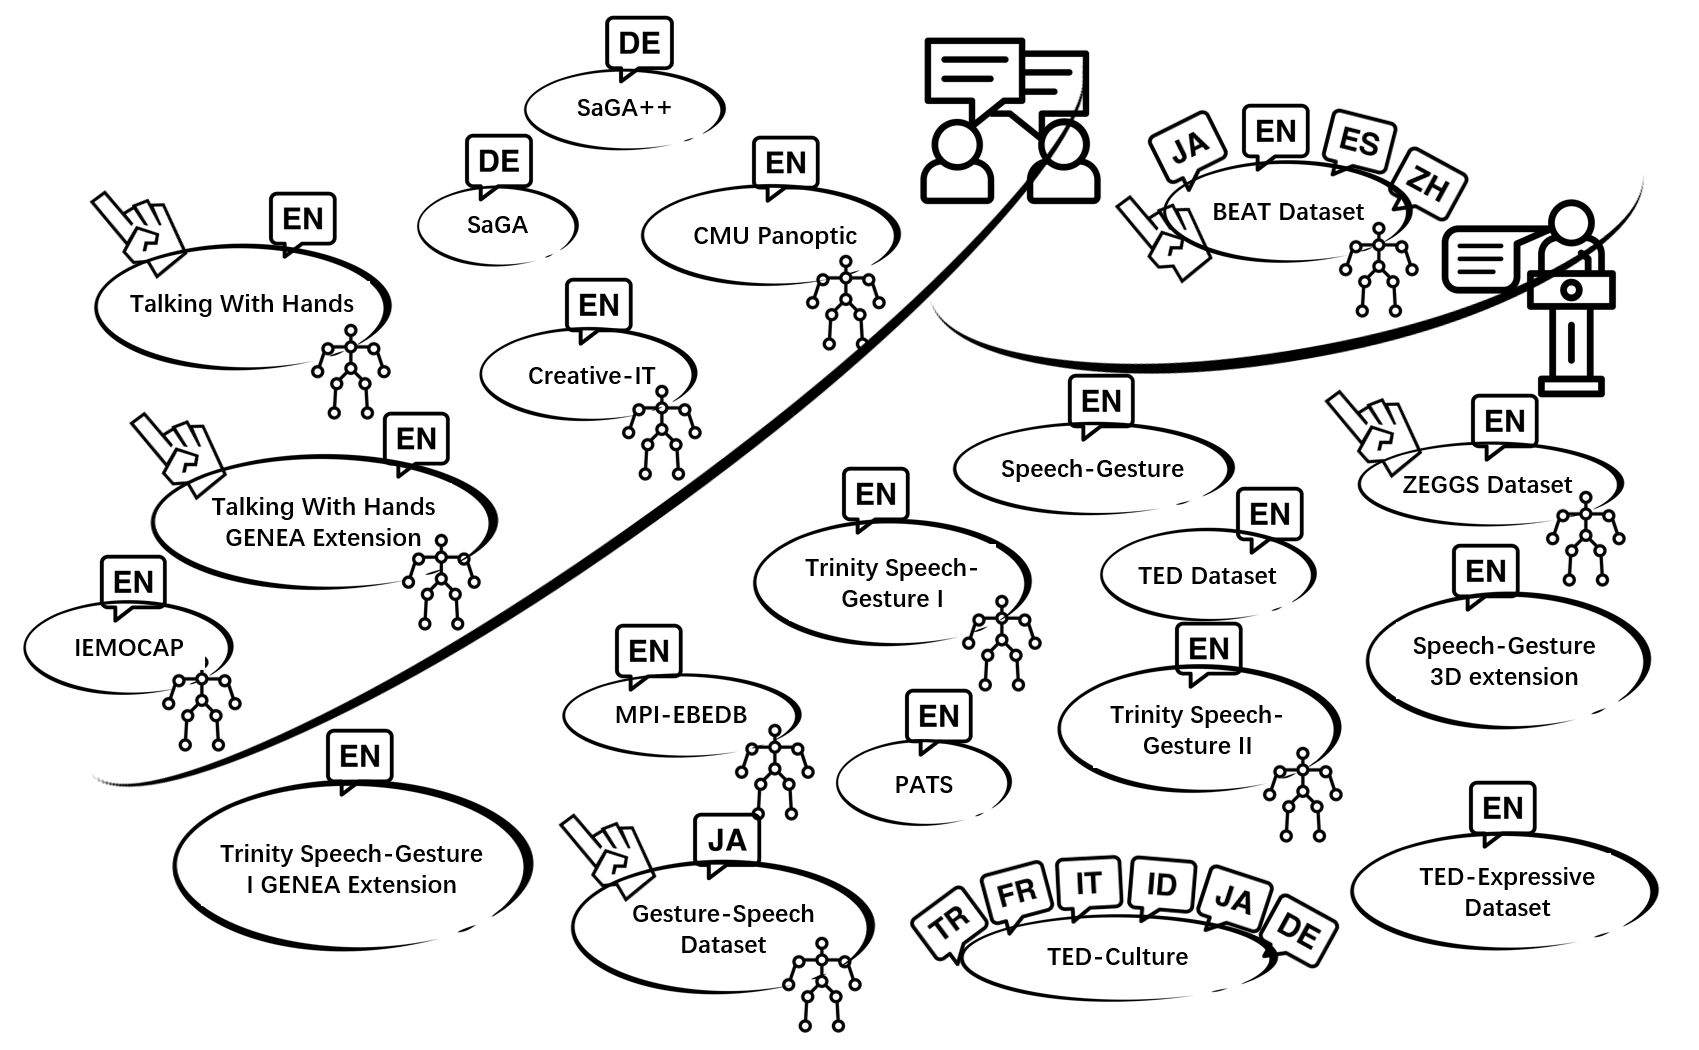 DE
SaGA++
DE
SaGA
EN
CMU Panoptic
EN
Talking With Hands
EN
Creative-IT
EN
Talking With Hands
GENEA Extension
EN
IEMOCAP
JA
EN
ES
ZH
BEAT Dataset
EN
Speech-Gesture
EN
ZEGGS Dataset
EN
Trinity Speech-
Gesture I
EN
TED Dataset
EN
Speech-Gesture
3D extension
EN
MPI-EBEDB
EN
PATS
EN
Trinity Speech-
Gesture II
EN
Trinity Speech-Gesture
I GENEA Extension
JA
Gesture-Speech
Dataset
TR
FR
IT
ID
JA
DE
TED-Culture
EN
TED-Expressive
Dataset